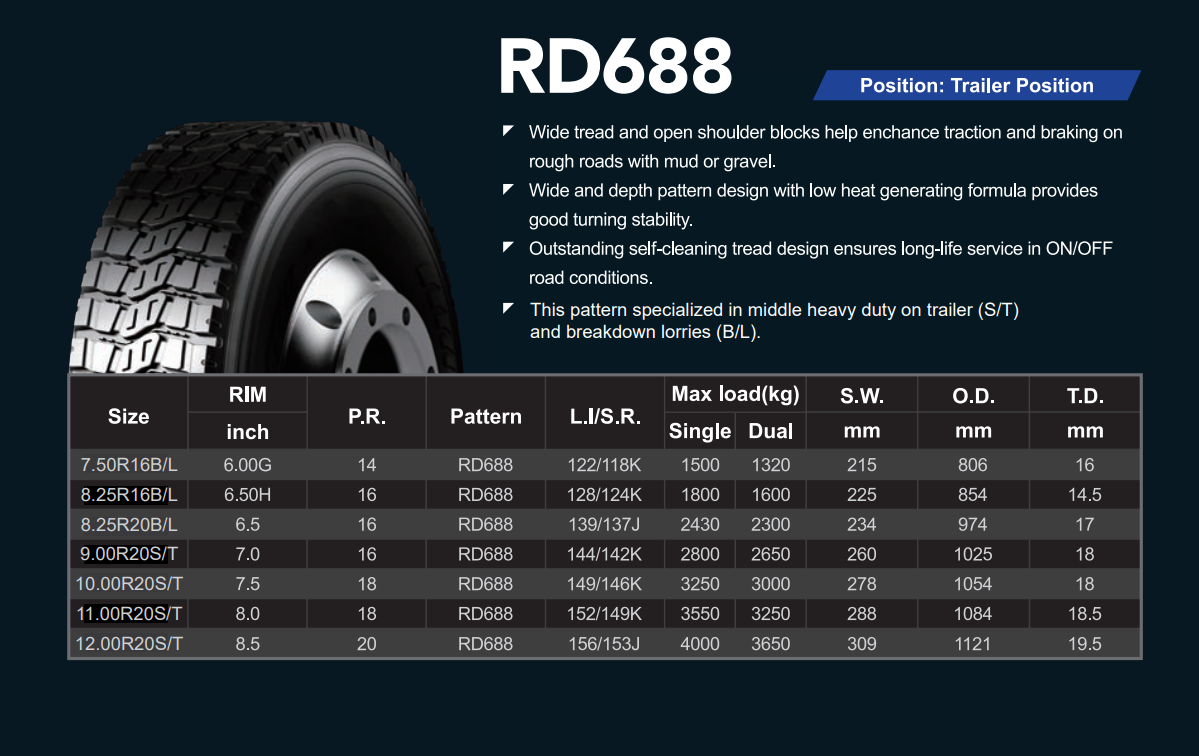 RD688
Position: Trailer Position
Wide tread and open shoulder blocks help enchance traction and braking on
rough roads with mud or gravel.
Wide and depth pattern design with low heat generating formula provides
good turning stability.
Outstanding self-cleaning tread design ensures long-life service in ON/OFF
road conditions.
This pattern specialized in middle heavy duty on trailer (S/T)
and breakdown lorries (B/L).
Size RIM P.R. Pattern L.I/S.R. Max load(kg) S.W. O.D. T.D.
inch Single Dual mm mm mm
7.50R16B/L 6.00G 14 RD688 122/118K 1500 1320 215 806 16
8.25R16B/L 6.50H 16 RD688 128/124K 1800 1600 225 854 14.5
8.25R20B/L 6.5 16 RD688 139/137J 2430 2300 234 974 17
9.00R20S/T 7.0 16 RD688 144/142K 2800 2650 260 1025 18
10.00R20S/T 7.5 18 RD688 149/146K 3250 3000 278 1054 18
11.00R20S/T 8.0 18 RD688 152/149K 3550 3250 288 1084 18.5
12.00R20S/T 8.5 20 RD688 156/153J 4000 3650 309 1121 19.5